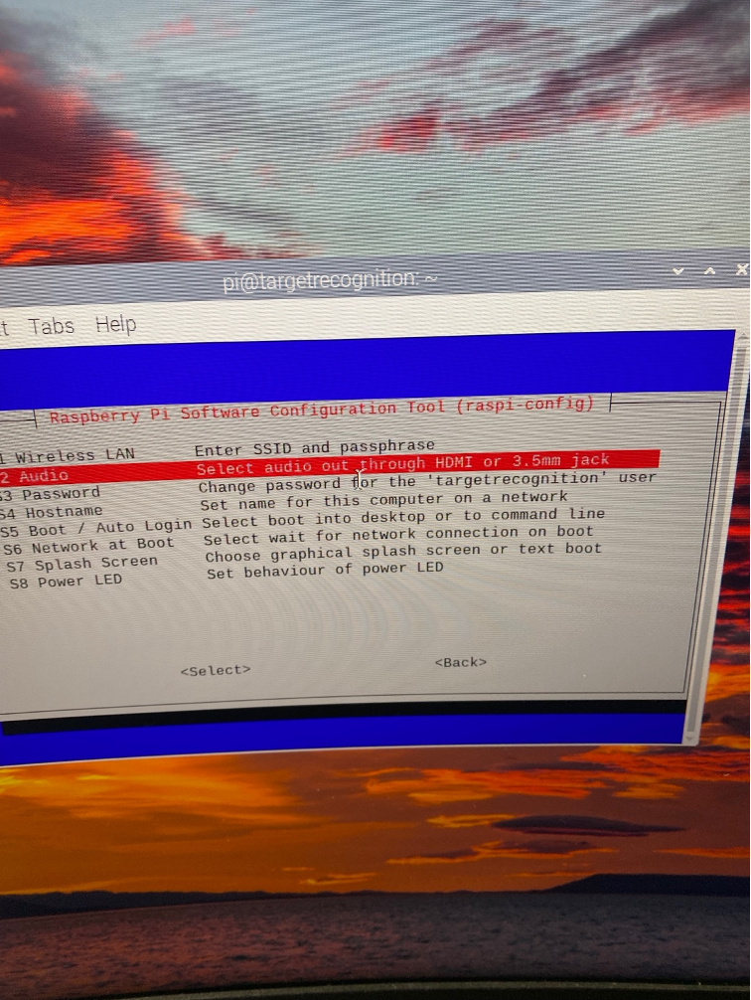 pi@targetrecognition: ~
Tabs Help
Raspberry Pi Software Configuration Tool (raspi-config)
1 Wireless LAN Enter SSID and passphrase
2 Audio Select audio out through HDMI or 3.5mm jack
S3 Password Change password for the 'targetrecognition' user
S4 Hostname Set name for this computer on a network
S5 Boot / Auto Login Select boot into desktop or to command line
S6 Network at Boot Select wait for network connection on boot
S7 Splash Screen Choose graphical splash screen or text boot
S8 Power LED Set behaviour of power LED
<Select> <Back>